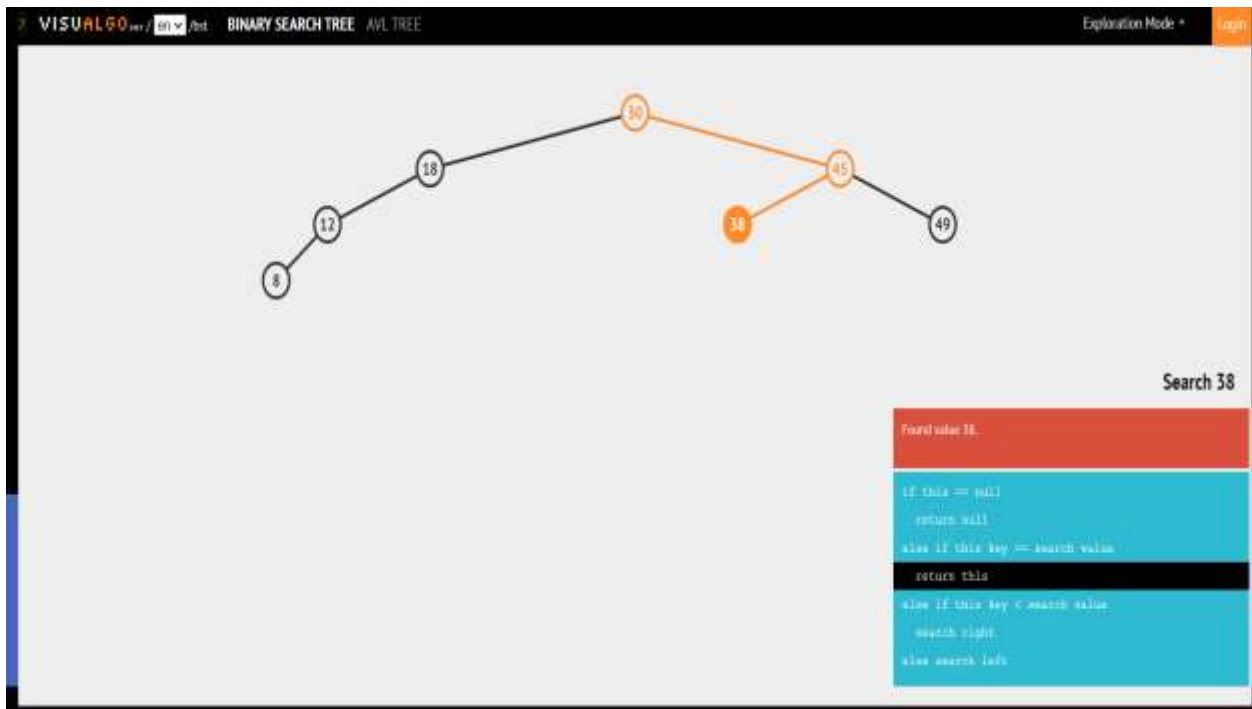 VISUALGO.NET / en /bst BINARY SEARCH TREE AVL TREE Exploration Mode Login
30
18 45
12 38 49
8
Search 38
Found value 38.
if this == null
return null
else if this key == search value
return this
else if this key < search value
search right
else search left